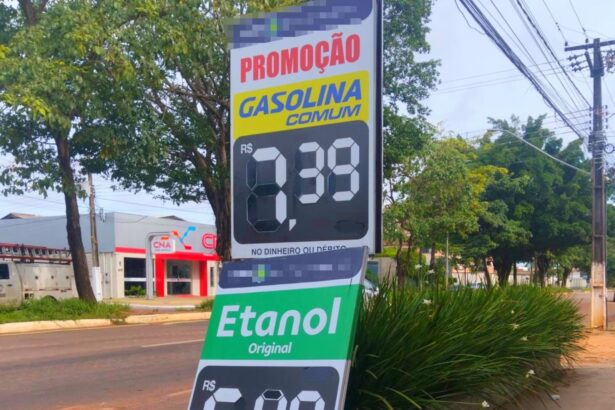 PROMOÇÃO
GASOLINA
COMUM
R$
7,39
NO DINHEIRO OU DÉBITO
CNA
Etanol
Original
R$